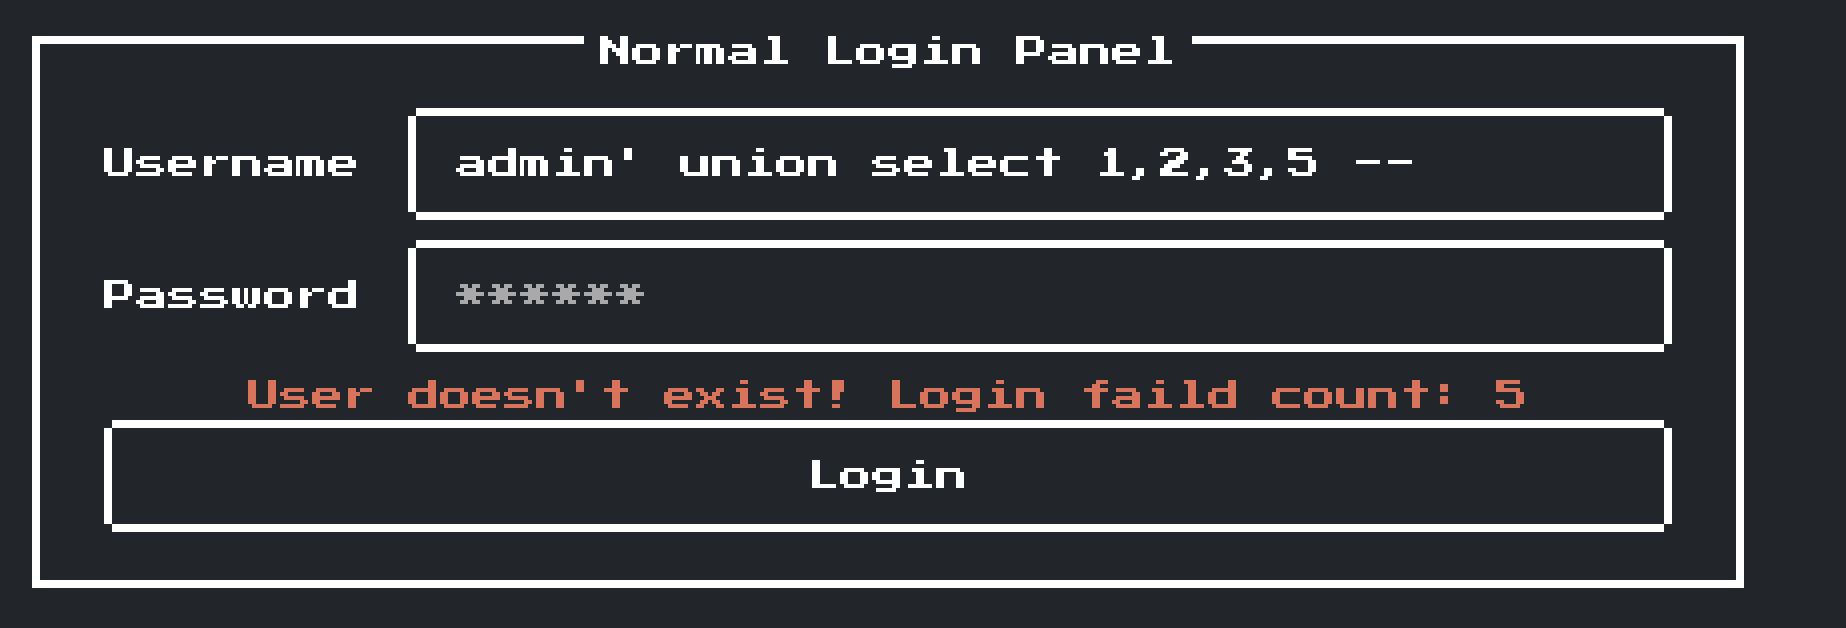 Normal Login Panel
Username admin' union select 1,2,3,5 --
Password ******
User doesn't exist! Login faild count: 5
Login